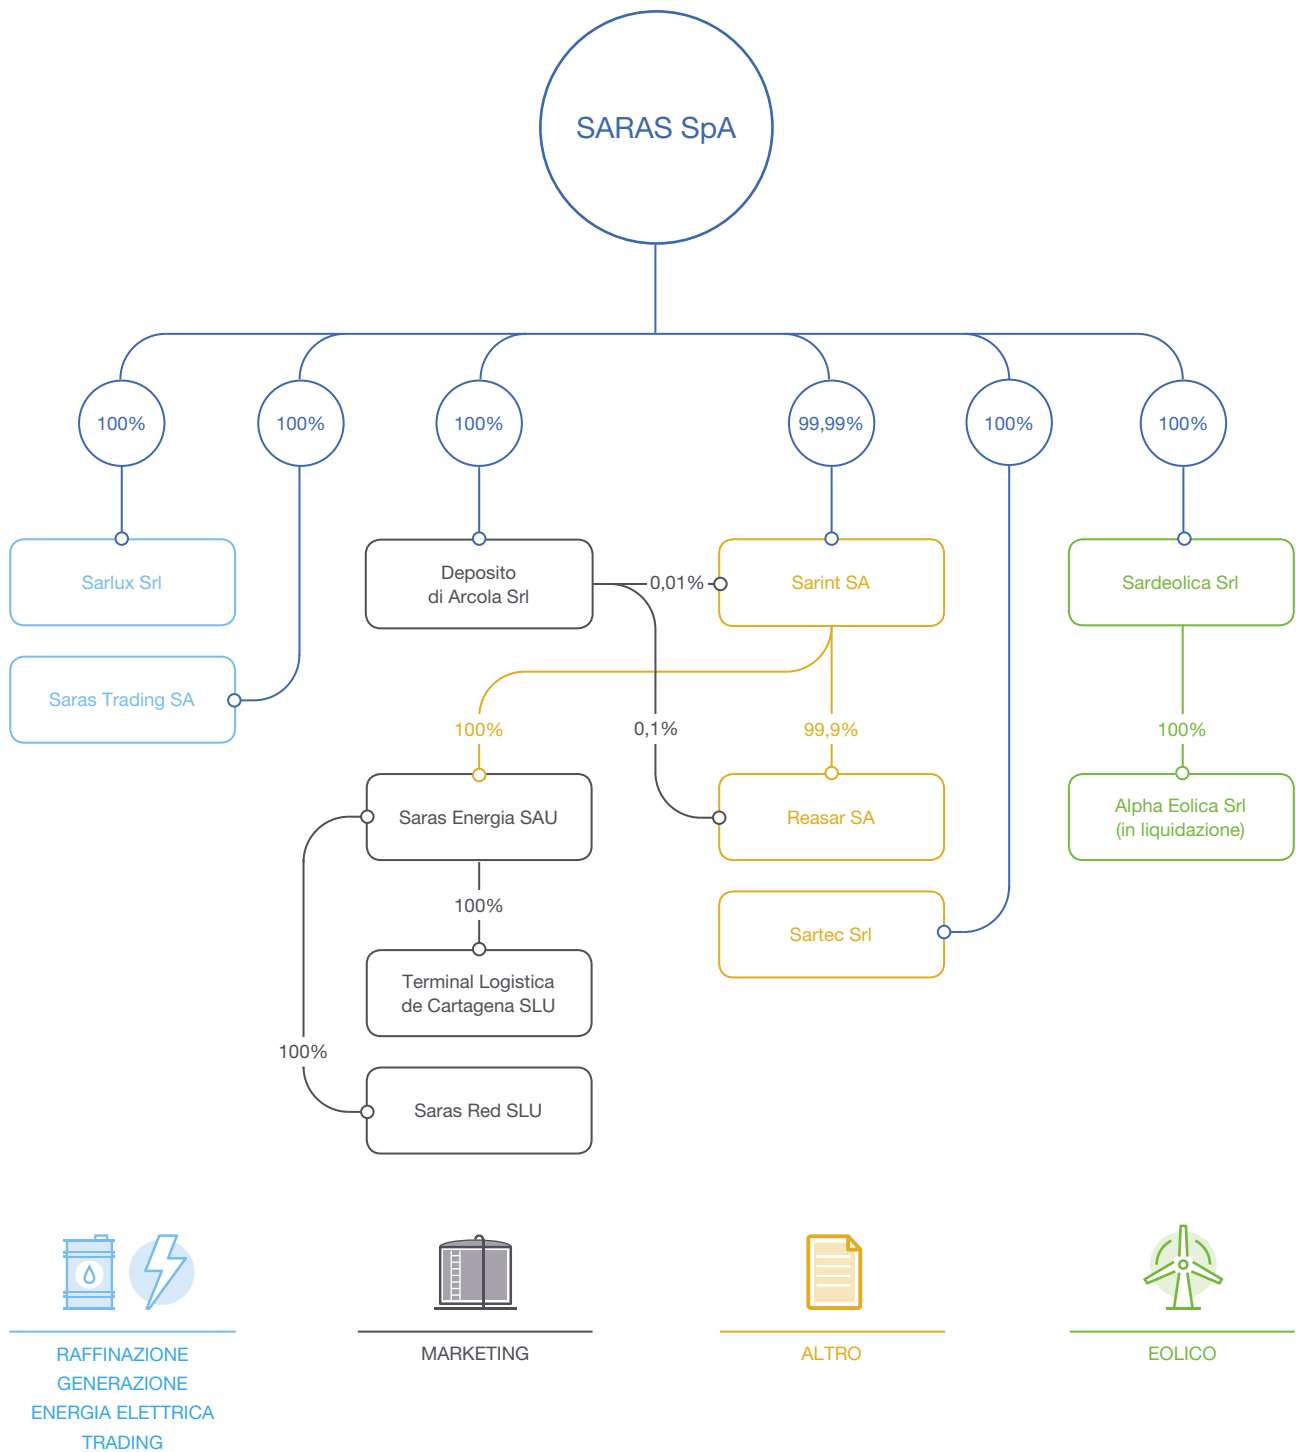 SARAS SpA
100%
100%
100%
99,99%
100%
100%
Sarlux Srl
Deposito
di Arcola Srl
0,01%
Sarint SA
Sardeolica Srl
Saras Trading SA
100%
0,1%
99,9%
100%
Saras Energia SAU
Reasar SA
Alpha Eolica Srl
(in liquidazione)
100%
Sartec Srl
Terminal Logistica
de Cartagena SLU
100%
Saras Red SLU
RAFFINAZIONE
GENERAZIONE
ENERGIA ELETTRICA
TRADING
MARKETING
ALTRO
EOLICO